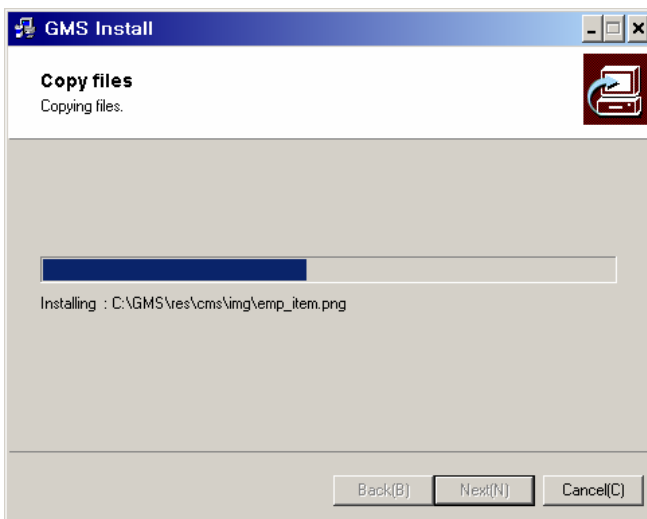 GMS Install
Copy files
Copying files.
Installing : C:\GMS\res\cms\img\emp_item.png
Back(B) Next(N) Cancel(C)